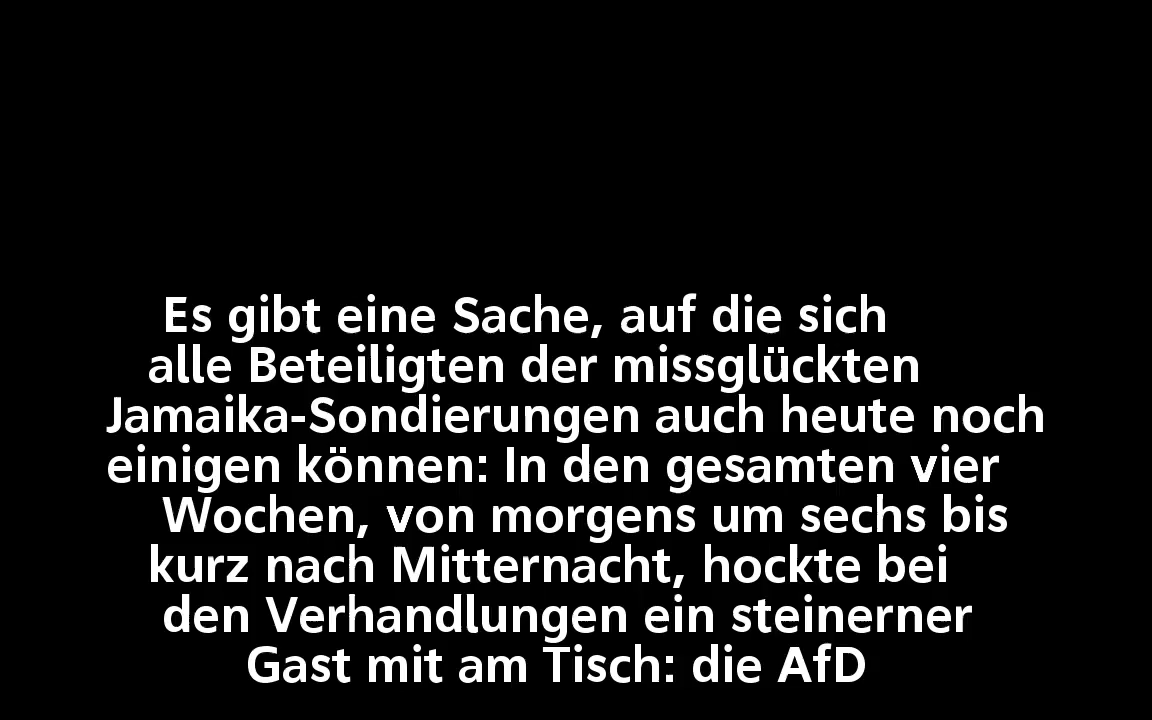 Es gibt eine Sache, auf die sich
alle Beteiligten der missglückten
Jamaika-Sondierungen auch heute noch
einigen können: In den gesamten vier
Wochen, von morgens um sechs bis
kurz nach Mitternacht, hockte bei
den Verhandlungen ein steinerner
Gast mit am Tisch: die AfD